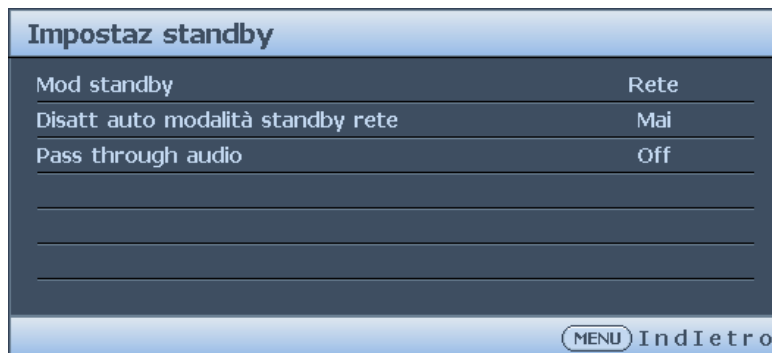 Impostaz standby
Mod standby Rete
Disatt auto modalità standby rete Mai
Pass through audio Off
MENU IndIetro